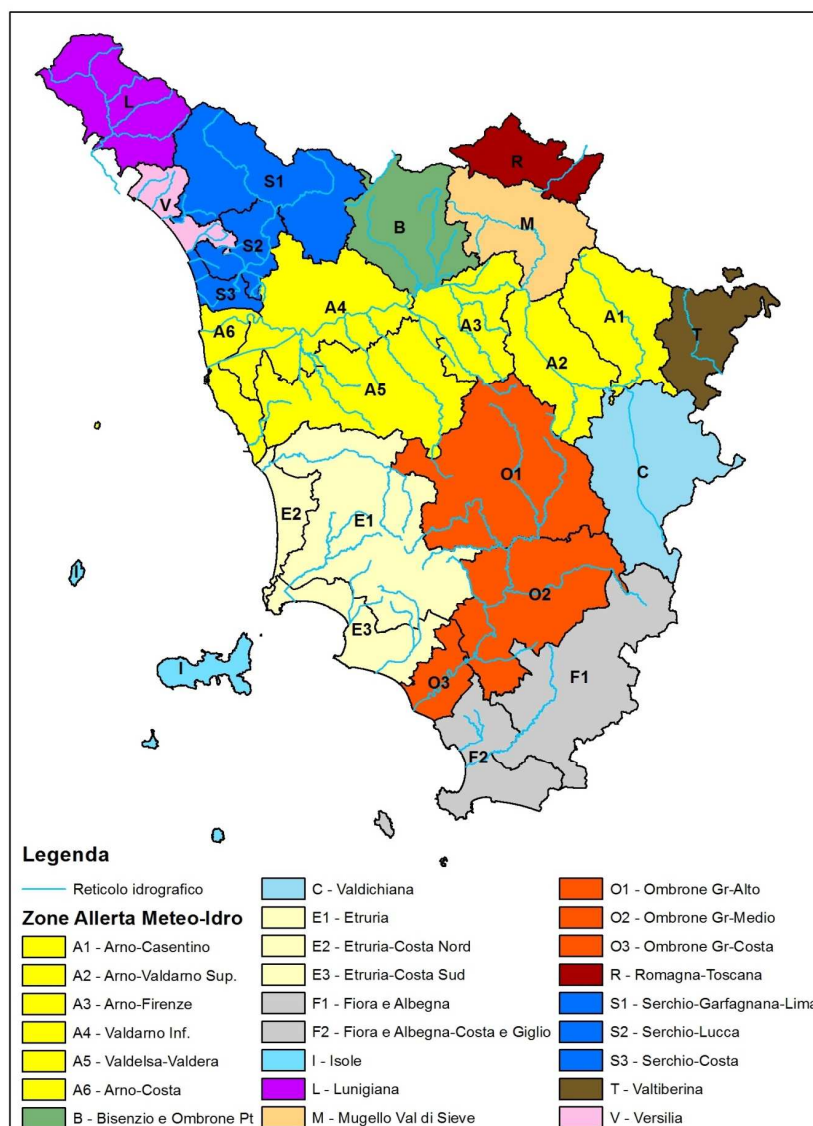 L
R
S1
V
B
M
S2
S3
A4
A6
A3
A1
T
A2
A5
O1
C
E2
E1
O2
E3
I
I
O3
F1
F2
Legenda
Reticolo idrografico
Zone Allerta Meteo-Idro
A1 - Arno-Casentino
A2 - Arno-Valdarno Sup.
A3 - Arno-Firenze
A4 - Valdarno Inf.
A5 - Valdelsa-Valdera
A6 - Arno-Costa
B - Bisenzio e Ombrone Pt
C - Valdichiana
E1 - Etruria
E2 - Etruria-Costa Nord
E3 - Etruria-Costa Sud
F1 - Fiora e Albegna
F2 - Fiora e Albegna-Costa e Giglio
I - Isole
L - Lunigiana
M - Mugello Val di Sieve
O1 - Ombrone Gr-Alto
O2 - Ombrone Gr-Medio
O3 - Ombrone Gr-Costa
R - Romagna-Toscana
S1 - Serchio-Garfagnana-Lima
S2 - Serchio-Lucca
S3 - Serchio-Costa
T - Valtiberina
V - Versilia